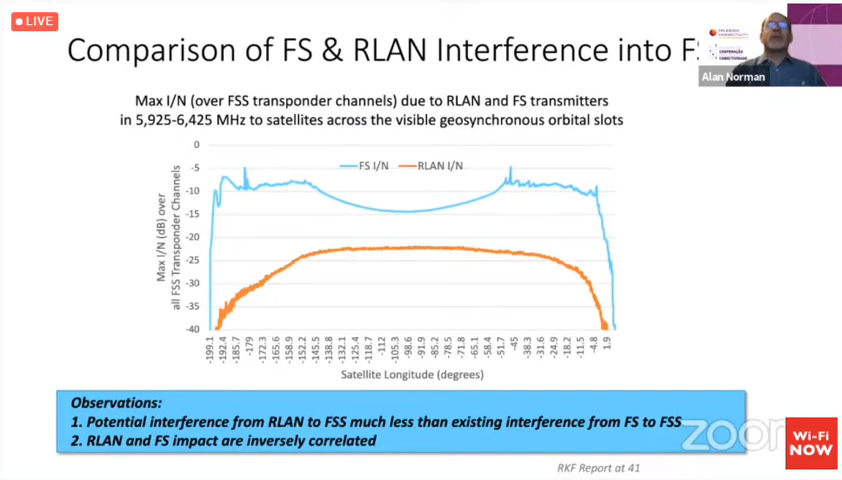 LIVE
Comparison of FS & RLAN Interference into FS
Alan Norman
Max I/N (over FSS transponder channels) due to RLAN and FS transmitters
in 5,925-6,425 MHz to satellites across the visible geosynchronous orbital slots
FS I/N
RLAN I/N
Max I/N (dB) over
all FSS Transponder Channels
0
-5
-10
-15
-20
-25
-30
-35
-40
-199.1
-192.4
-185.7
-179
-172.3
-165.6
-158.9
-152.2
-145.5
-138.8
-132.1
-125.4
-118.7
-112
-105.3
-98.6
-91.9
-85.2
-78.5
-71.8
-65.1
-58.4
-51.7
-45
-38.3
-31.6
-24.9
-18.2
-11.5
-4.8
1.9
Satellite Longitude (degrees)
Observations:
1. Potential interference from RLAN to FSS much less than existing interference from FS to FSS
2. RLAN and FS impact are inversely correlated
zoom
Wi-Fi
NOW
RKF Report at 41